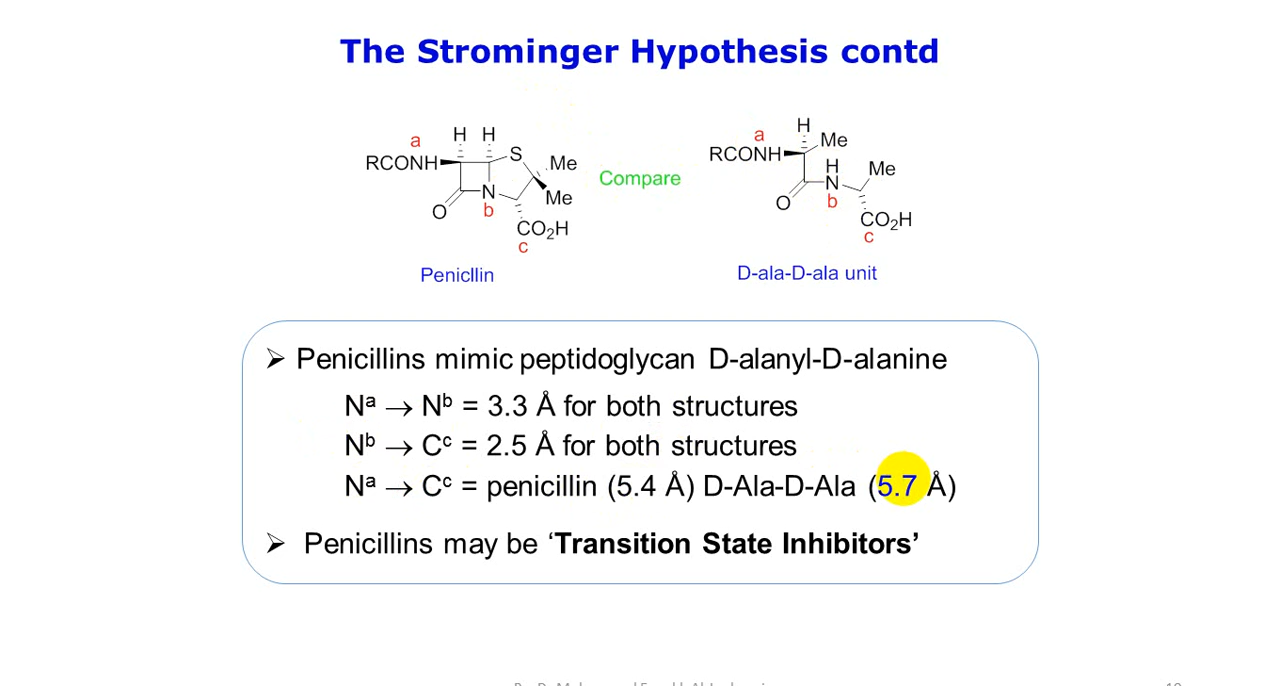 The Strominger Hypothesis contd
a
H H
RCONH
S
Me
N
Me
O
b
CO₂H
c
Penicllin
Compare
H
a
Me
RCONH
H
Me
N
O
b
CO₂H
c
D-ala-D-ala unit
➢ Penicillins mimic peptidoglycan D-alanyl-D-alanine
Nᵃ → Nᵇ = 3.3 Å for both structures
Nᵇ → Cᶜ = 2.5 Å for both structures
Nᵃ → Cᶜ = penicillin (5.4 Å) D-Ala-D-Ala (5.7 Å)
➢ Penicillins may be ‘Transition State Inhibitors’